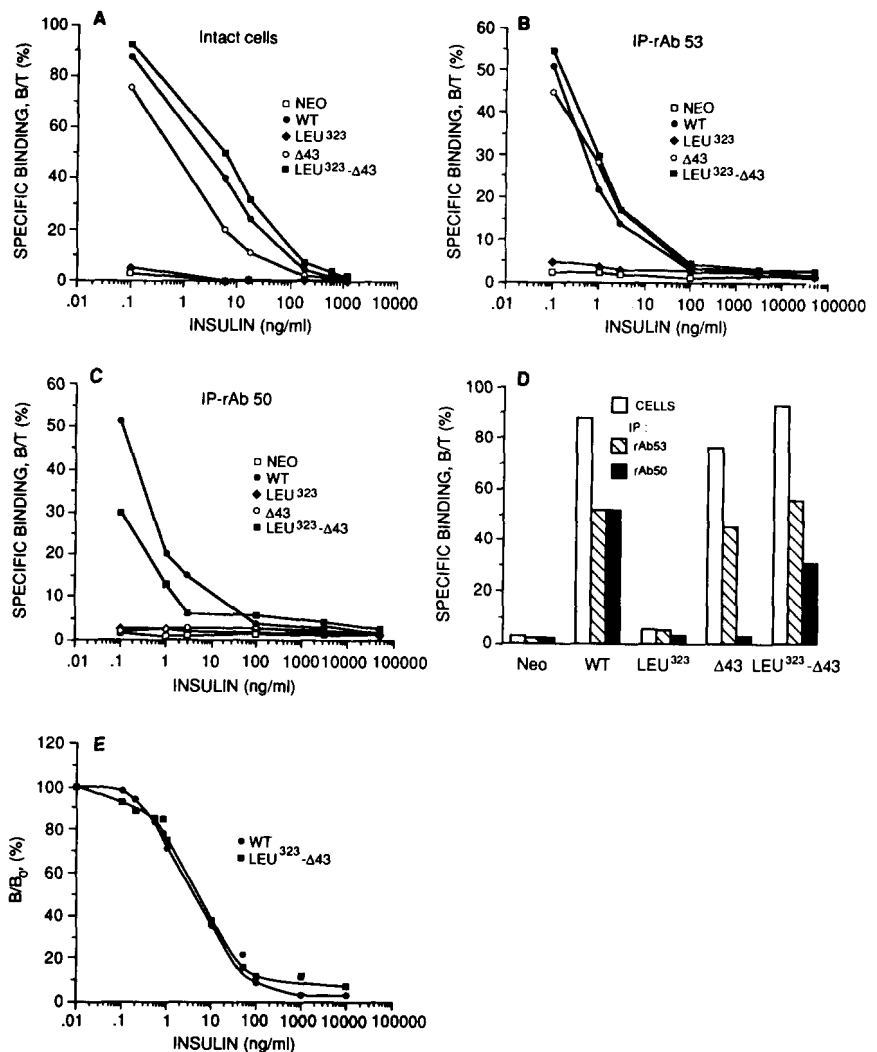 A
Intact cells
SPECIFIC BINDING, B/T (%)
100
80
60
40
20
0
NEO
WT
LEU³²³
Δ43
LEU³²³-Δ43
.01 .1 1 10 100 1000 10000
INSULIN (ng/ml)
B
IP-rAb 53
SPECIFIC BINDING, B/T (%)
60
50
40
30
20
10
0
NEO
WT
LEU³²³
Δ43
LEU³²³-Δ43
.01 .1 1 10 100 1000 10000 100000
INSULIN (ng/ml)
C
IP-rAb 50
SPECIFIC BINDING, B/T (%)
60
50
40
30
20
10
0
NEO
WT
LEU³²³
Δ43
LEU³²³-Δ43
.01 .1 1 10 100 1000 10000 100000
INSULIN (ng/ml)
D
SPECIFIC BINDING, B/T (%)
100
80
60
40
20
0
CELLS
IP :
rAb53
rAb50
Neo WT LEU³²³ Δ43 LEU³²³-Δ43
E
B/B₀, (%)
120
100
80
60
40
20
0
WT
LEU³²³-Δ43
.01 .1 1 10 100 1000 10000 100000
INSULIN (ng/ml)